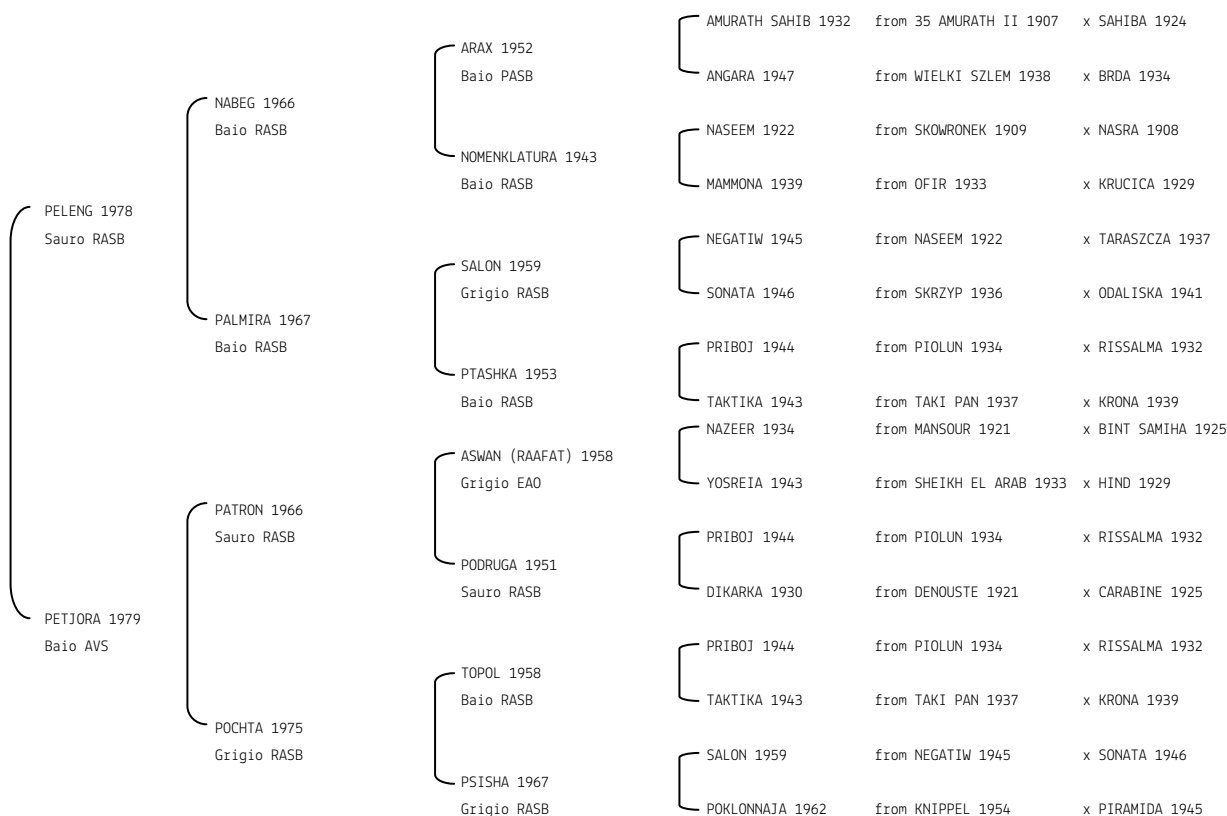 AMURATH SAHIB 1932 from 35 AMURATH II 1907 x SAHIBA 1924
ARAX 1952
Baio PASB
ANGARA 1947 from WIELKI SZLEM 1938 x BRDA 1934
NABEG 1966
Baio RASB
NASEEM 1922 from SKOWRONEK 1909 x NASRA 1908
NOMENKLATURA 1943
Baio RASB
MAMMONA 1939 from OFIR 1933 x KRUCICA 1929
PELENG 1978
Sauro RASB
NEGATIW 1945 from NASEEM 1922 x TARASZCZA 1937
SALON 1959
Grigio RASB
SONATA 1946 from SKRZYP 1936 x ODALISKA 1941
PALMIRA 1967
Baio RASB
PRIBOJ 1944 from PIOLUN 1934 x RISSALMA 1932
PTASHKA 1953
Baio RASB
TAKTIKA 1943 from TAKI PAN 1937 x KRONA 1939
NAZEER 1934 from MANSOUR 1921 x BINT SAMIHA 1925
ASWAN (RAAFAT) 1958
Grigio EAO
YOSREIA 1943 from SHEIKH EL ARAB 1933 x HIND 1929
PATRON 1966
Sauro RASB
PRIBOJ 1944 from PIOLUN 1934 x RISSALMA 1932
PODRUGA 1951
Sauro RASB
DIKARKA 1930 from DENOUSTE 1921 x CARABINE 1925
PETJORA 1979
Baio AVS
PRIBOJ 1944 from PIOLUN 1934 x RISSALMA 1932
TOPOL 1958
Baio RASB
TAKTIKA 1943 from TAKI PAN 1937 x KRONA 1939
POCHTA 1975
Grigio RASB
SALON 1959 from NEGATIW 1945 x SONATA 1946
PSISHA 1967
Grigio RASB
POKLONNAJA 1962 from KNIPPEL 1954 x PIRAMIDA 1945